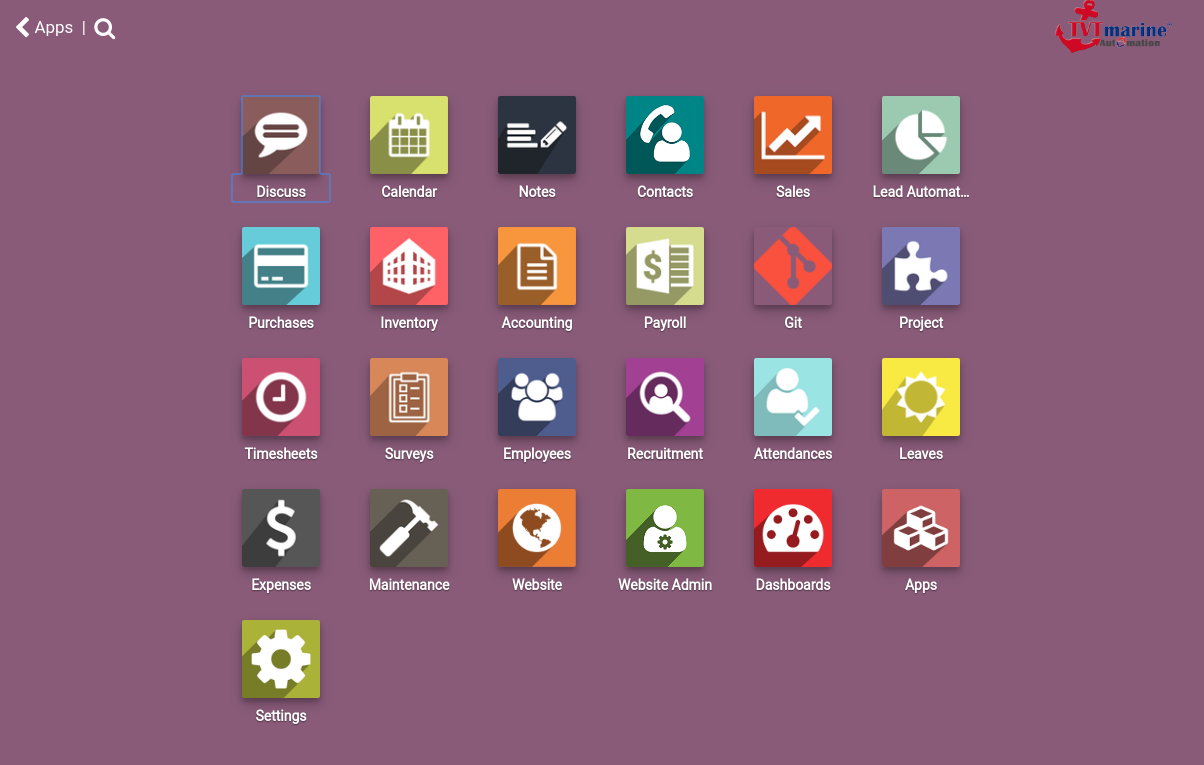 Apps |
TVTmarine
Automation
Discuss
Calendar
Notes
Contacts
Sales
Lead Automat...
Purchases
Inventory
Accounting
Payroll
Git
Project
Timesheets
Surveys
Employees
Recruitment
Attendances
Leaves
Expenses
Maintenance
Website
Website Admin
Dashboards
Apps
Settings